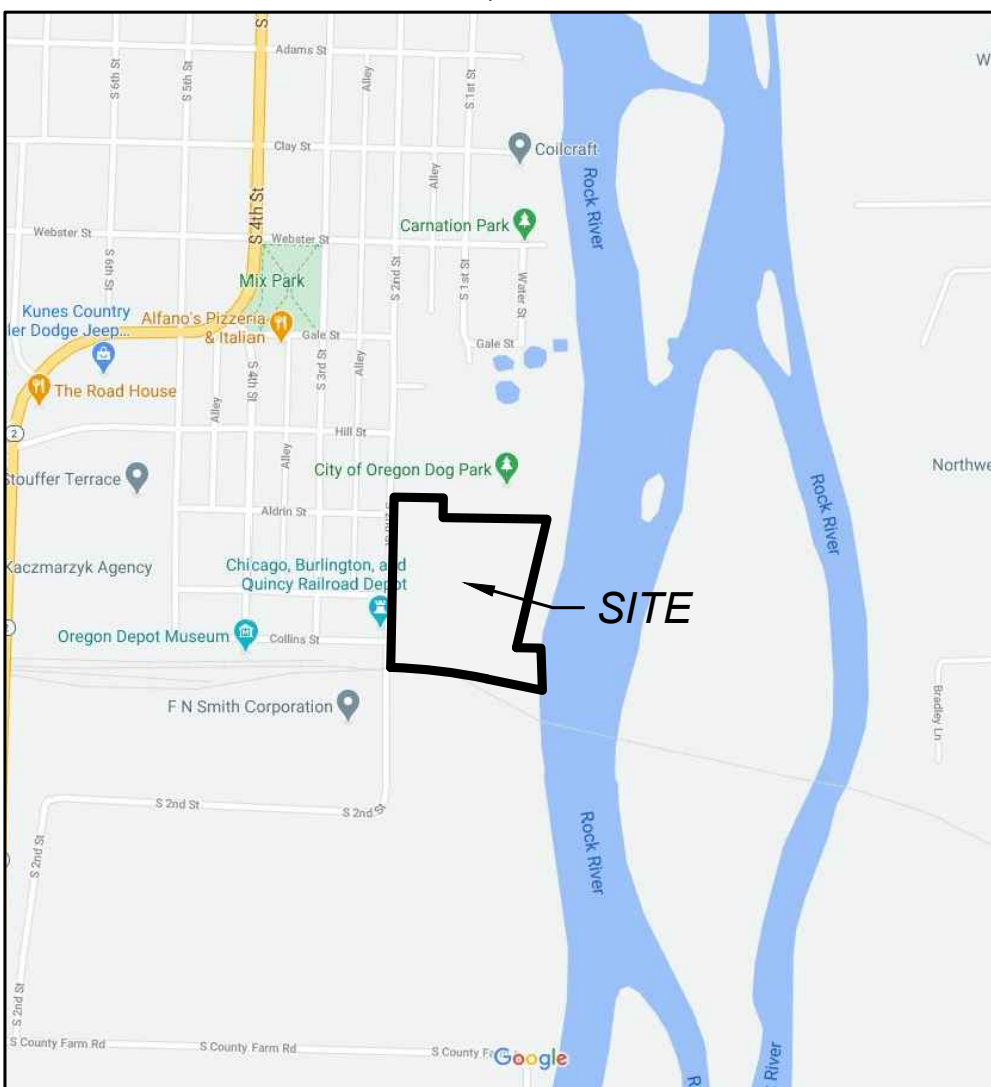 Adams St
S 6th St
S 5th St
Alley
S 1st St
S
W
Clay St
Coilcraft
Alley
Rock River
S 4th St
Carnation Park
Webster St
Webster St
S 6th St
S 2nd St
S 1st St
Water St
Mix Park
Kunes Country
ler Dodge Jeep...
Alfano's Pizzeria
& Italian
Gale St
Gale St
S 4th St
S 3rd St
Alley
The Road House
Alley
2
Hill St
Alley
Stouffer Terrace
City of Oregon Dog Park
Northwe
Rock River
Aldrin St
Kaczmarzyk Agency
Chicago, Burlington, and
Quincy Railroad Depot
SITE
Oregon Depot Museum
Collins St
F N Smith Corporation
Bradley Ln
S 2nd St
S 2nd St
S 2nd St
Rock River
S 2nd St
S County Farm Rd
S County Farm Rd
S County F
Google
R
River